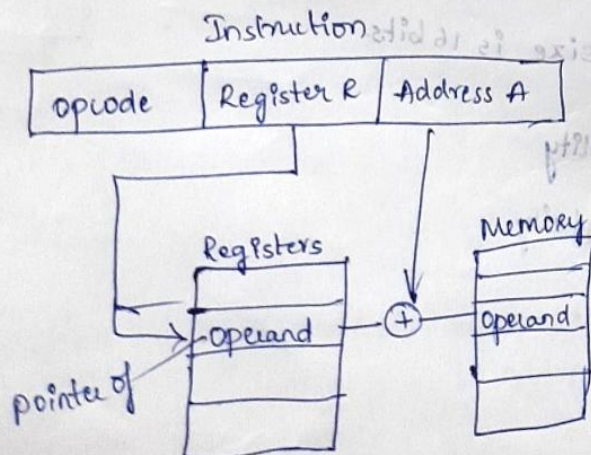 Instruction
Opcode Register R Address A
Registers
Memory
Operand + Operand
pointer of